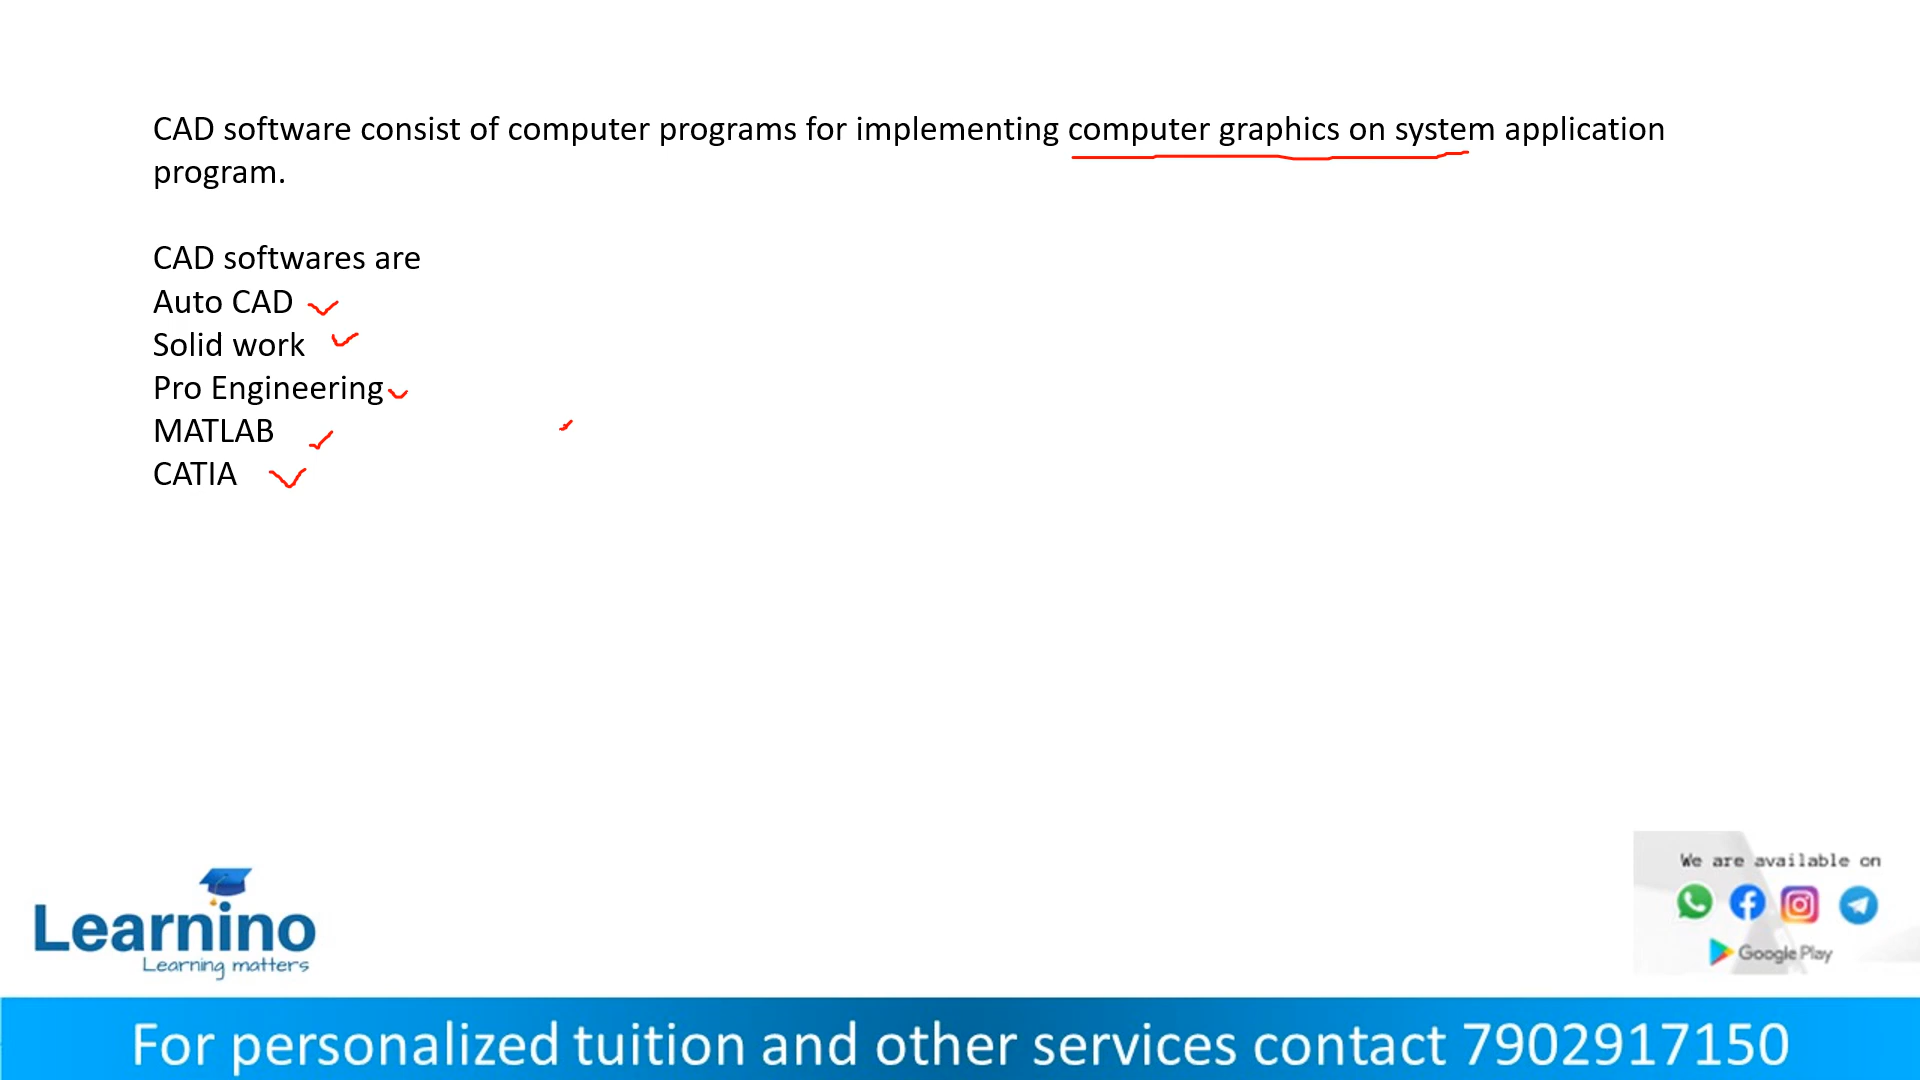 CAD software consist of computer programs for implementing computer graphics on system application
program.
CAD softwares are
Auto CAD
Solid work
Pro Engineering
MATLAB
CATIA
We are available on
Google Play
Learnino
Learning matters
For personalized tuition and other services contact 7902917150